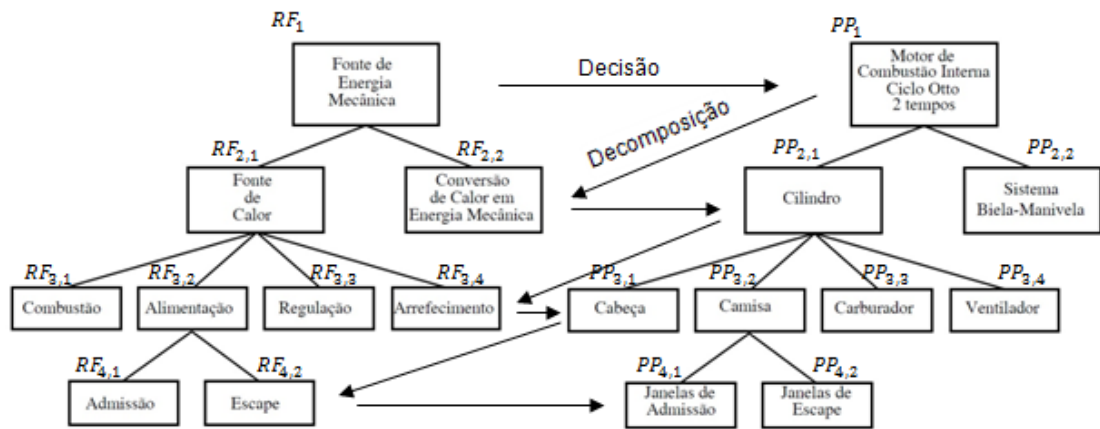 RF₁
PP₁
Fonte de
Energia
Mecânica
Decisão
Motor de
Combustão Interna
Ciclo Otto
2 tempos
Decomposição
RF₂,₁
RF₂,₂
PP₂,₁
PP₂,₂
Fonte
de
Calor
Conversão
de Calor em
Energia Mecânica
Cilindro
Sistema
Biela-Manivela
RF₃,₁
RF₃,₂
RF₃,₃
RF₃,₄
PP₃,₁
PP₃,₂
PP₃,₃
PP₃,₄
Combustão
Alimentação
Regulação
Arrefecimento
Cabeça
Camisa
Carburador
Ventilador
RF₄,₁
RF₄,₂
PP₄,₁
PP₄,₂
Admissão
Escape
Janelas de
Admissão
Janelas de
Escape